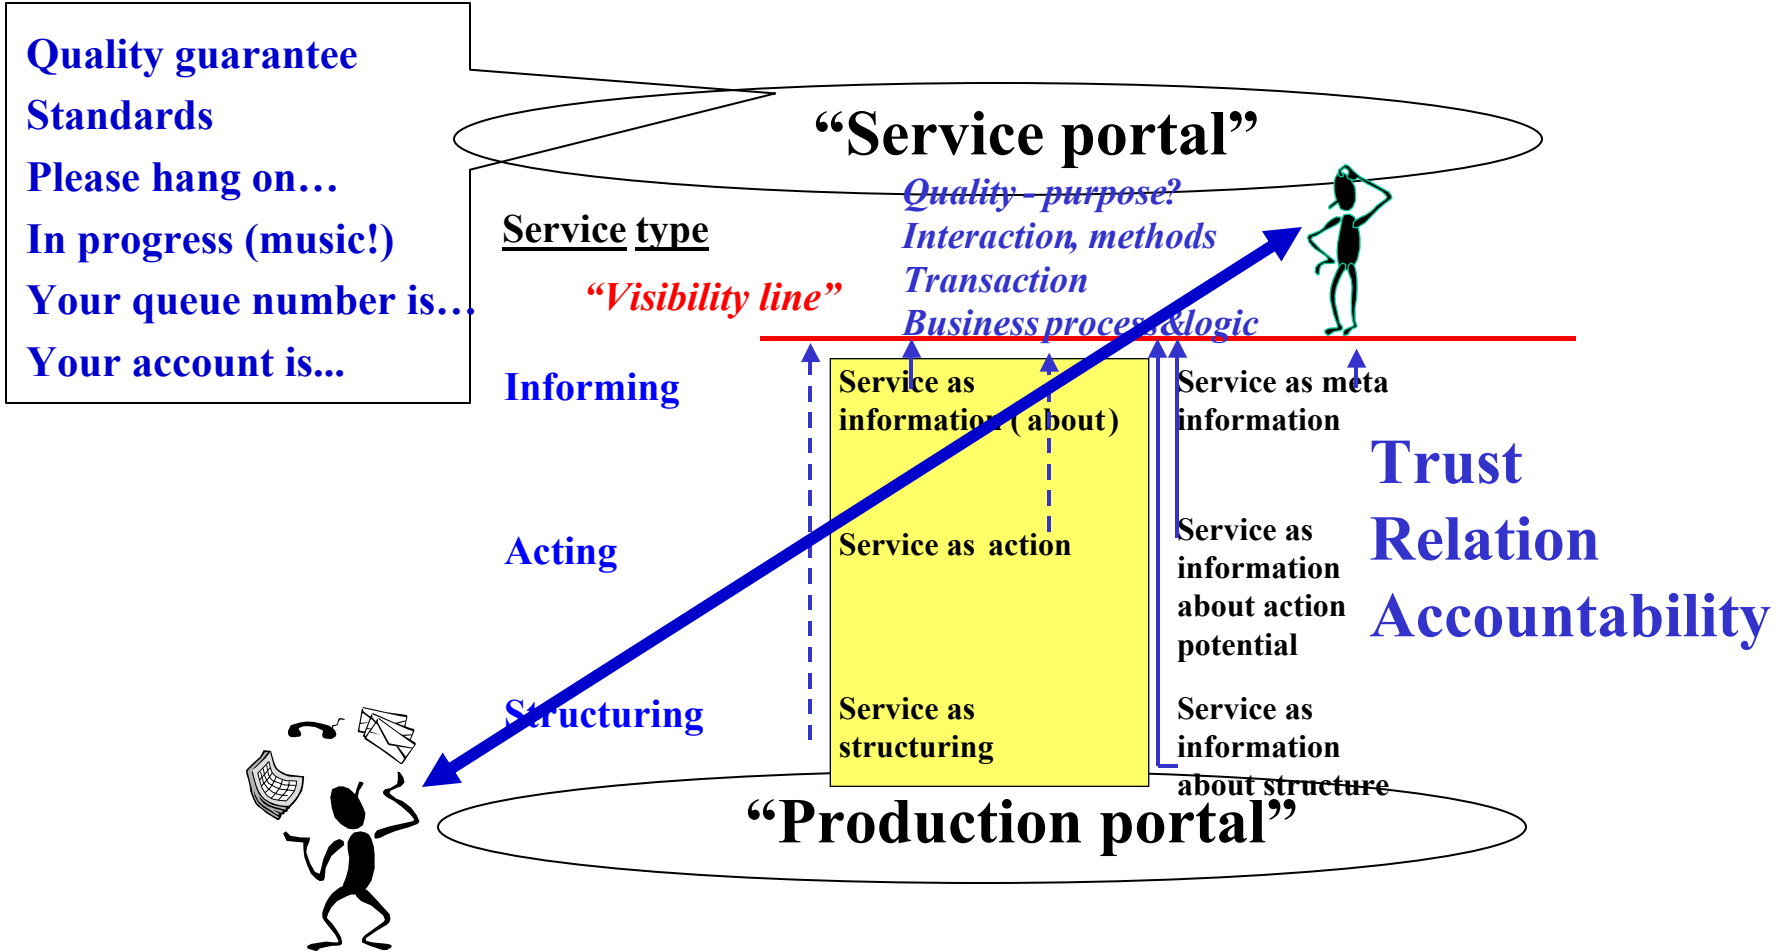 Quality guarantee
Standards
Please hang on…
In progress (music!)
Your queue number is…
Your account is...
“Service portal”
Quality - purpose?
Interaction, methods
Transaction
Business process&logic
Service type
“Visibility line”
Informing
Service as
information (about)
Service as meta
information
Acting
Service as action
Service as
information
about action
potential
Structuring
Service as
structuring
Service as
information
about structure
Trust
Relation
Accountability
“Production portal”